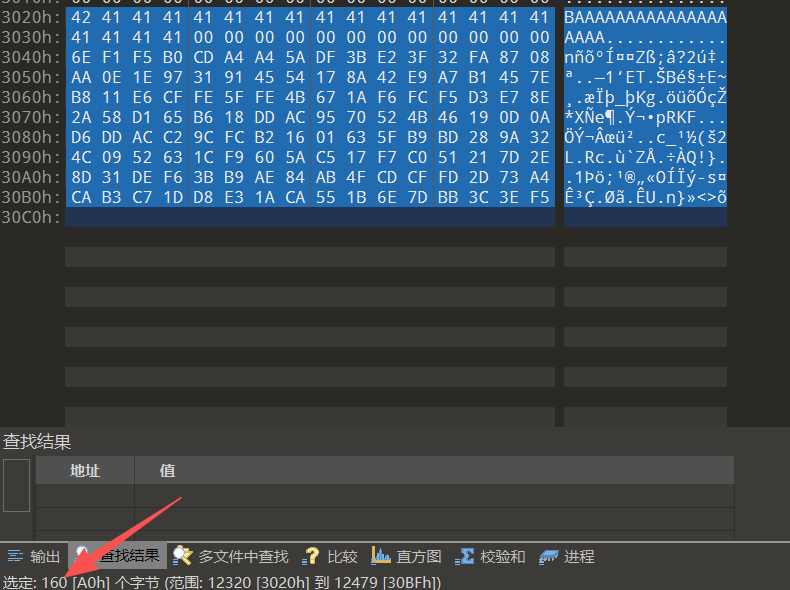 3020h: 42 41 41 41 41 41 41 41 41 41 41 41 41 41 41 41 BAAAAAAAAAAAAAAA
3030h: 41 41 41 41 00 00 00 00 00 00 00 00 00 00 00 00 AAAA............
3040h: 6E F1 F5 B0 CD A4 A4 5A DF 3B E2 3F 32 FA 87 08 nñõ°Í¤¤Zß;â?2ú‡.
3050h: AA 0E 1E 97 31 91 45 54 17 8A 42 E9 A7 B1 45 7E ª..—1‘ET.ŠBé§±E~
3060h: B8 11 E6 CF FE 5F FE 4B 67 1A F6 FC F5 D3 E7 8E ¸.æÏþ_þKg.öüõÓçŽ
3070h: 2A 58 D1 65 B6 18 DD AC 95 70 52 4B 46 19 0D 0A *XÑe¶.Ý¬•pRKF...
3080h: D6 DD AC C2 9C FC B2 16 01 63 5F B9 BD 28 9A 32 ÖÝ¬Âœü²..c_¹½(š2
3090h: 4C 09 52 63 1C F9 60 5A C5 17 F7 C0 51 21 7D 2E L.Rc.ù`ZÅ.÷ÀQ!}.
30A0h: 8D 31 DE F6 3B B9 AE 84 AB 4F CD CF FD 2D 73 A4 .1Þö;¹®„«OÍÏý-s¤
30B0h: CA B3 C7 1D D8 E3 1A CA 55 1B 6E 7D BB 3C 3E F5 Ê³Ç.Øã.ÊU.n}»<>õ
30C0h:
查找结果
地址 值
输出 查找结果 多文件中查找 比较 直方图 校验和 进程
选定: 160 [A0h] 个字节 (范围: 12320 [3020h] 到 12479 [30BFh])